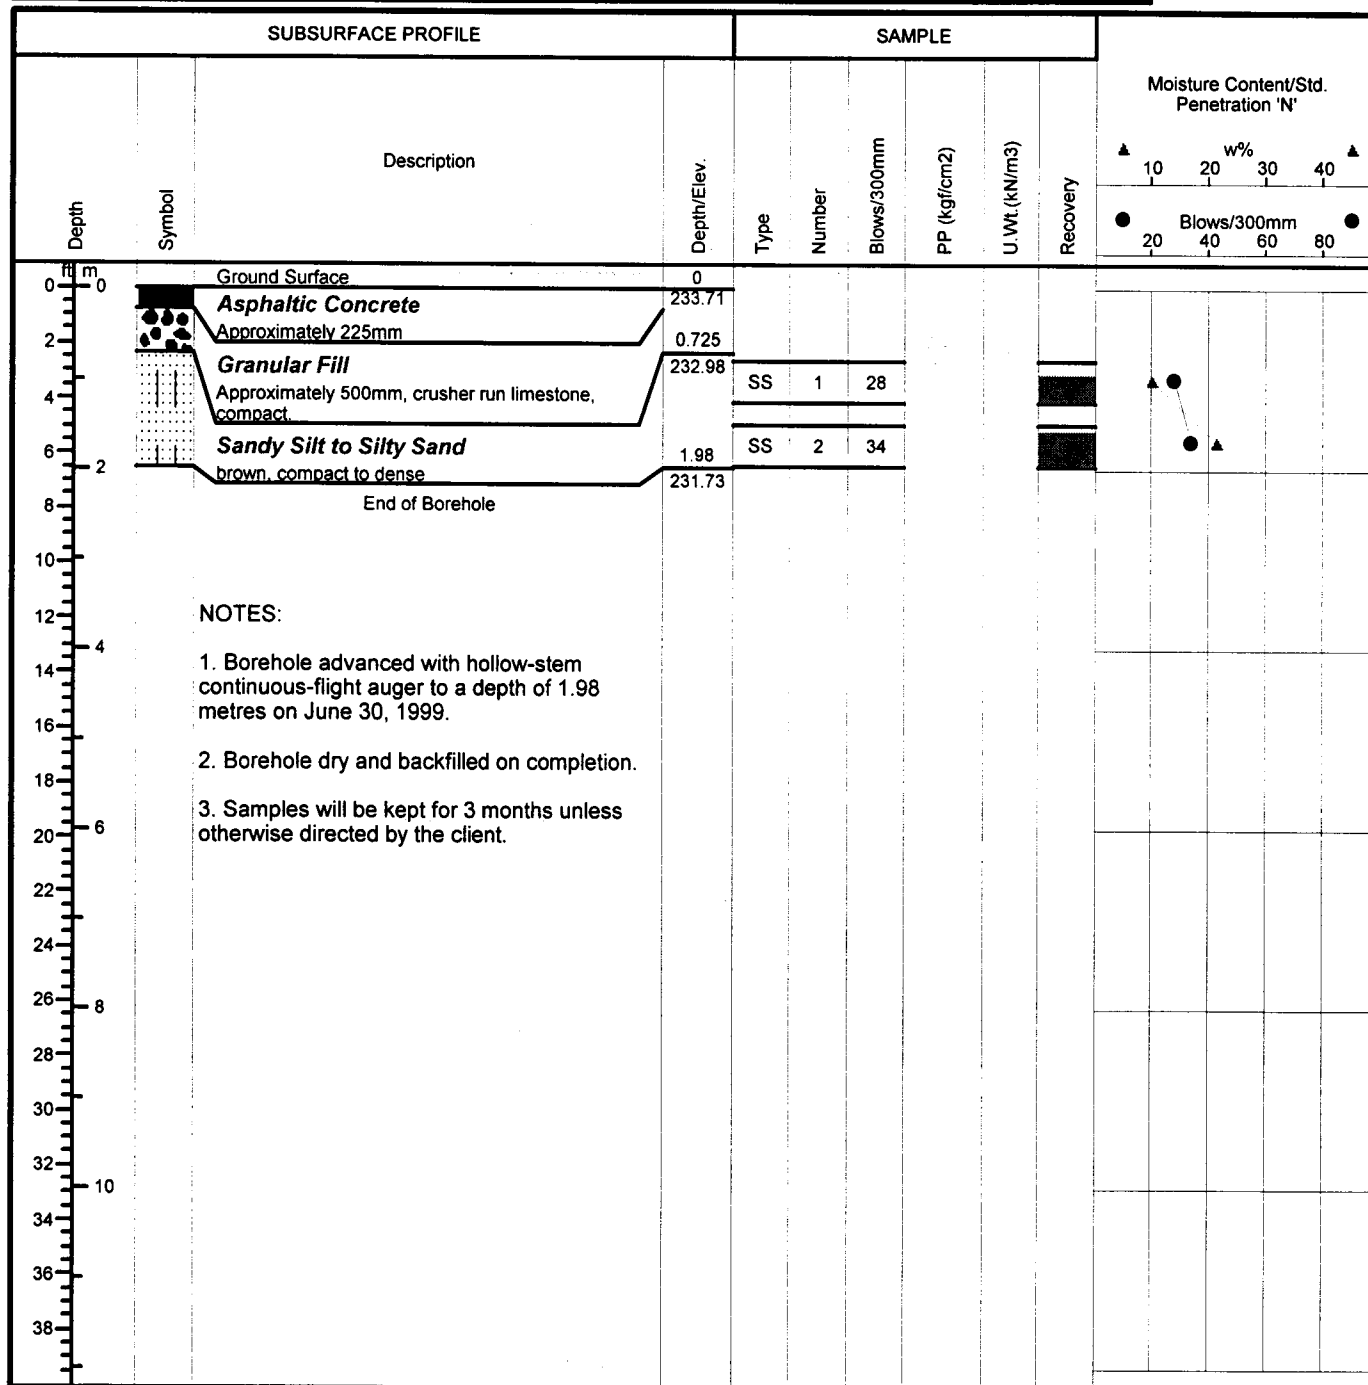 SUBSURFACE PROFILE
SAMPLE
Depth
Symbol
Description
Depth/Elev.
Type
Number
Blows/300mm
PP (kgf/cm2)
U.Wt.(kN/m3)
Recovery
Moisture Content/Std.
Penetration 'N'
w%
10 20 30 40
Blows/300mm
20 40 60 80
ft m
0 0
Ground Surface
0
233.71
Asphaltic Concrete
Approximately 225mm
2
0.725
232.98
Granular Fill
Approximately 500mm, crusher run limestone,
compact.
SS 1 28
4
Sandy Silt to Silty Sand
brown, compact to dense
6
2
1.98
231.73
SS 2 34
End of Borehole
8
10
12
NOTES:
4
14
1. Borehole advanced with hollow-stem
continuous-flight auger to a depth of 1.98
metres on June 30, 1999.
16
2. Borehole dry and backfilled on completion.
18
3. Samples will be kept for 3 months unless
otherwise directed by the client.
6
20
22
24
26
8
28
30
32
10
34
36
38